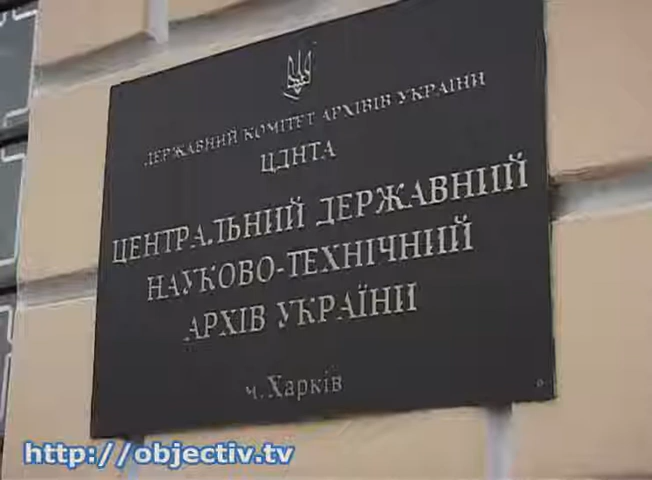 ДЕРЖАВНИЙ КОМІТЕТ АРХІВІВ УКРАЇНИ
ЦДНТА
ЦЕНТРАЛЬНИЙ ДЕРЖАВНИЙ
НАУКОВО-ТЕХНІЧНИЙ
АРХІВ УКРАЇНИ
м. Харків
http://objectiv.tv